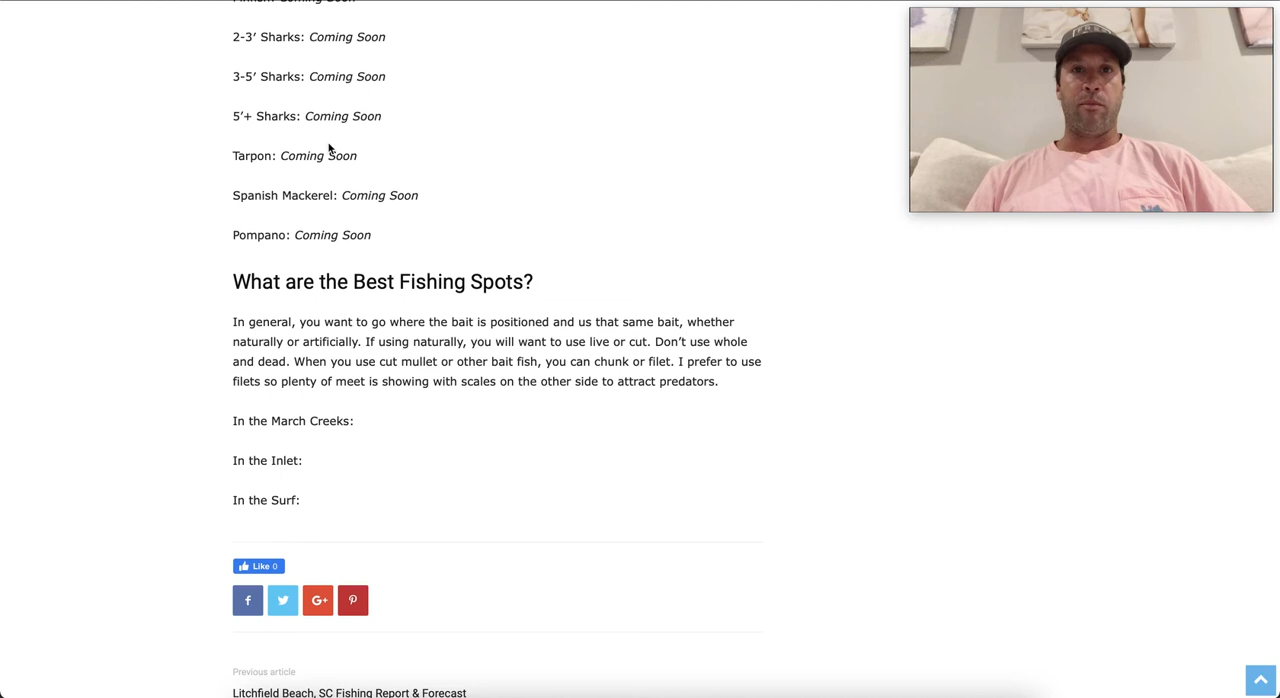 2-3′ Sharks: Coming Soon
3-5′ Sharks: Coming Soon
5′+ Sharks: Coming Soon
Tarpon: Coming Soon
Spanish Mackerel: Coming Soon
Pompano: Coming Soon
What are the Best Fishing Spots?
In general, you want to go where the bait is positioned and us that same bait, whether
naturally or artificially. If using naturally, you will want to use live or cut. Don’t use whole
and dead. When you use cut mullet or other bait fish, you can chunk or filet. I prefer to use
filets so plenty of meet is showing with scales on the other side to attract predators.
In the March Creeks:
In the Inlet:
In the Surf:
Like 0
f G+
Previous article
Litchfield Beach, SC Fishing Report & Forecast